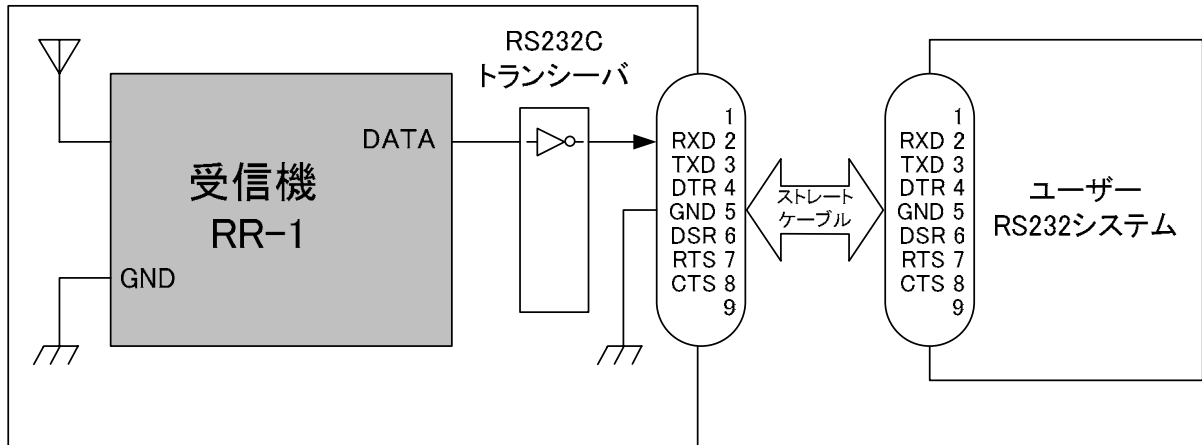 RS232C
トランシーバ
DATA
受信機
RR-1
GND
1
RXD 2
TXD 3
DTR 4
GND 5
DSR 6
RTS 7
CTS 8
9
ストレート
ケーブル
1
RXD 2
TXD 3
DTR 4
GND 5
DSR 6
RTS 7
CTS 8
9
ユーザー
RS232システム